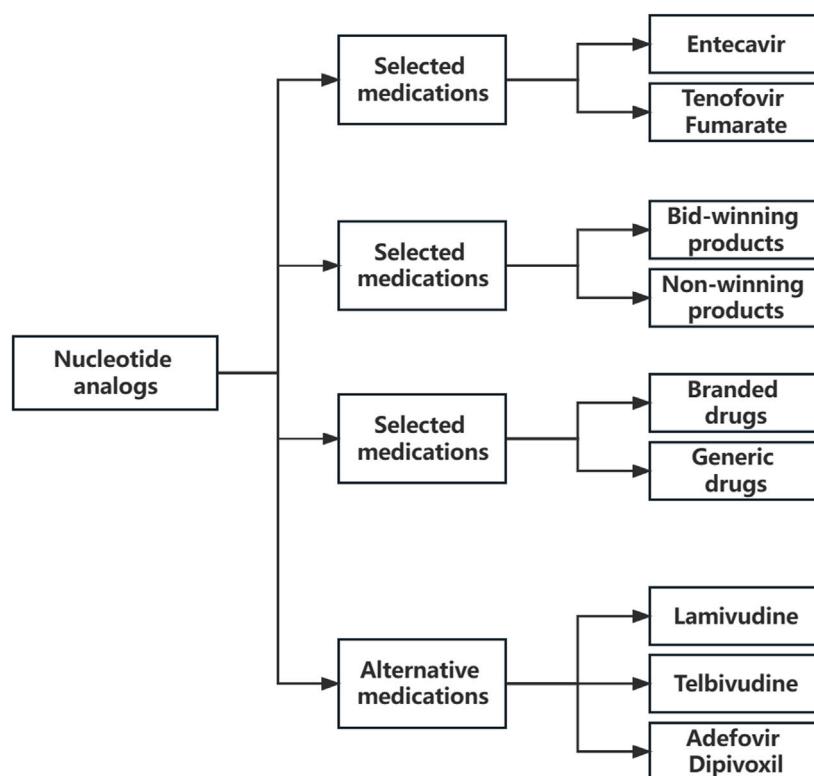 Nucleotide
analogs
Selected
medications
Entecavir
Tenofovir
Fumarate
Selected
medications
Bid-winning
products
Non-winning
products
Selected
medications
Branded
drugs
Generic
drugs
Alternative
medications
Lamivudine
Telbivudine
Adefovir
Dipivoxil